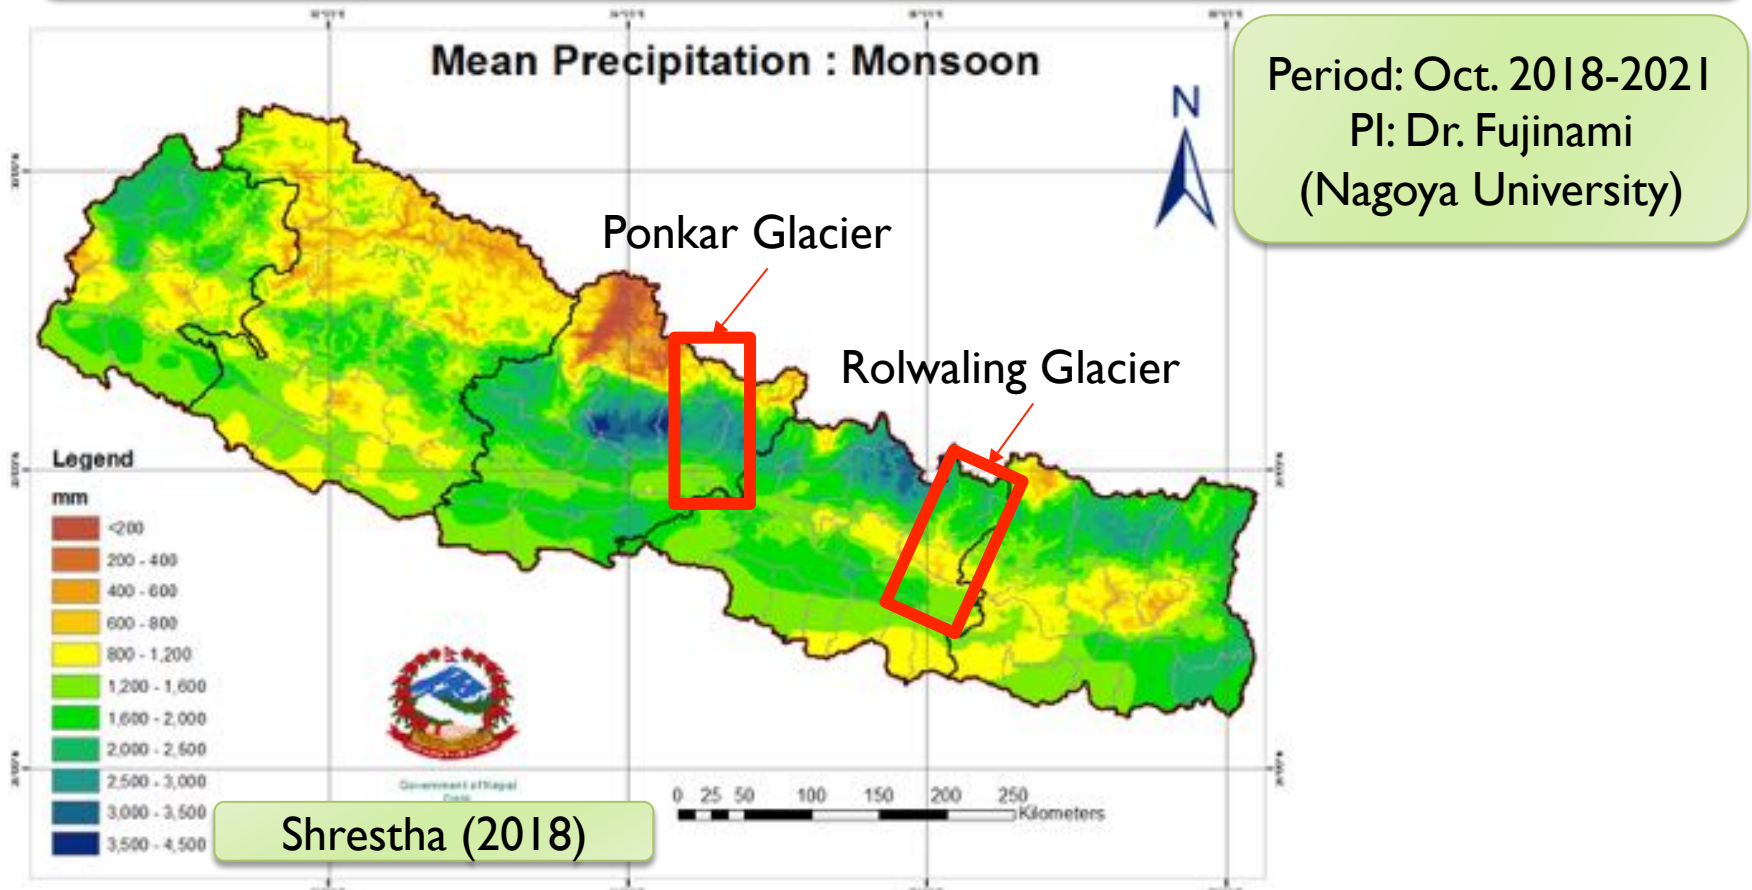 Mean Precipitation : Monsoon
N
Period: Oct. 2018-2021
PI: Dr. Fujinami
(Nagoya University)
Ponkar Glacier
Rolwaling Glacier
Legend
mm
<200
200 - 400
400 - 600
600 - 800
800 - 1,200
1,200 - 1,600
1,600 - 2,000
2,000 - 2,500
2,500 - 3,000
3,000 - 3,500
3,500 - 4,500
Government of Nepal
Shrestha (2018)
0 25 50 100 150 200 250
Kilometers